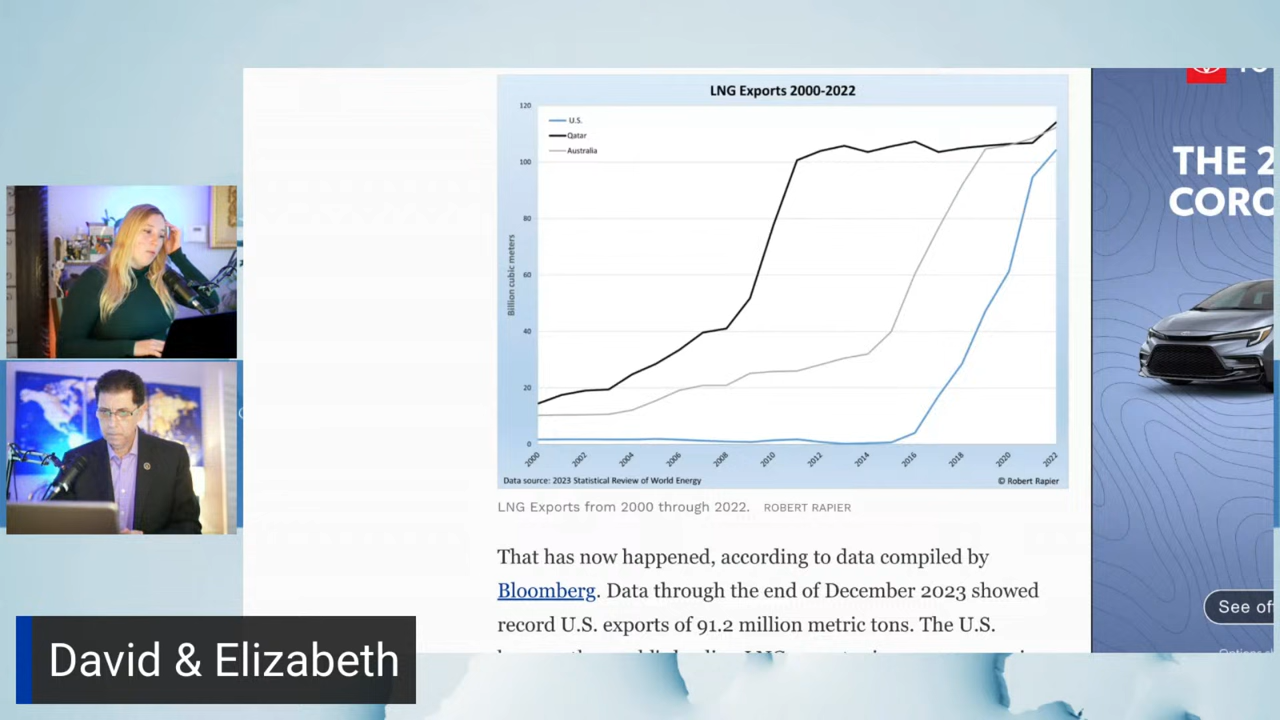 LNG Exports 2000-2022
120
100
80
60
40
20
0
Billion cubic meters
U.S.
Qatar
Australia
2000
2002
2004
2006
2008
2010
2012
2014
2016
2018
2020
2022
Data source: 2023 Statistical Review of World Energy
© Robert Rapier
LNG Exports from 2000 through 2022. ROBERT RAPIER
That has now happened, according to data compiled by
Bloomberg. Data through the end of December 2023 showed
record U.S. exports of 91.2 million metric tons. The U.S.
THE 2
CORO
See of
David & Elizabeth